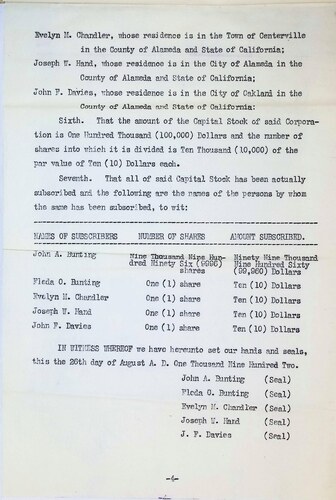 Evelyn M. Chandler, whose residence is in the Town of Centerville
in the County of Alameda and State of California;
Joseph W. Hand, whose residence is in the City of Alameda in the
County of Alameda and State of California;
John F. Davies, whose residence is in the City of Oaklani in the
County of Alameda and State of California:
Sixth. That the amount of the Capital Stock of said Corpora-
tion is One Hundred Thousand (100,000) Dollars and the number of
shares into which it is divided is Ten Thousand (10,000) of the
par value of Ten (10) Dollars each.
Seventh. That all of said Capital Stock has been actually
subscribed and the following are the names of the persons by whom
the same has been subscribed, to wit:
NAMES OF SUBSCRIBERS NUMBER OF SHARES AMOUNT SUBSCRIBED.
John A. Bunting Nine Thousand Nine Hun- Ninety Nine Thousand
dred Ninety Six (9996) Nine Hundred Sixty
shares (99,960) Dollars
Fleda O. Bunting One (1) share Ten (10) Dollars
Evelyn M. Chandler One (1) share Ten (10) Dollars
Joseph W. Hand One (1) share Ten (10) Dollars
John F. Davies One (1) share Ten (10) Dollars
IN WITNESS WHEREOF we have hereunto set our hands and seals,
this the 26th day of August A. D. One Thousand Nine Hundred Two.
John A. Bunting (Seal)
Fleda O. Bunting (Seal)
Evelyn M. Chandler (Seal)
Joseph W. Hand (Seal)
J. F. Davies (Seal)